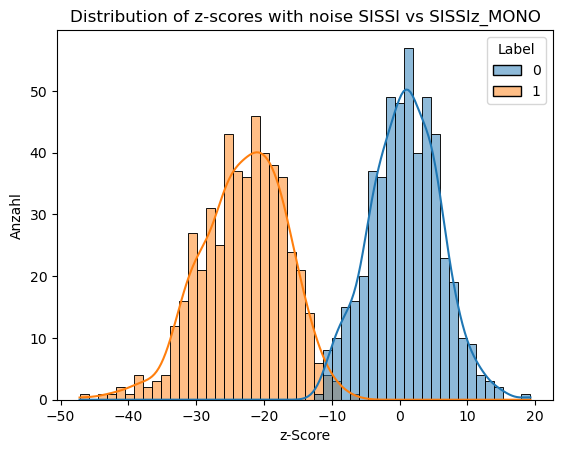 Distribution of z-scores with noise SISSI vs SISSIz_MONO
Label
0
1
Anzahl
50
40
30
20
10
0
−50 −40 −30 −20 −10 0 10 20
z-Score